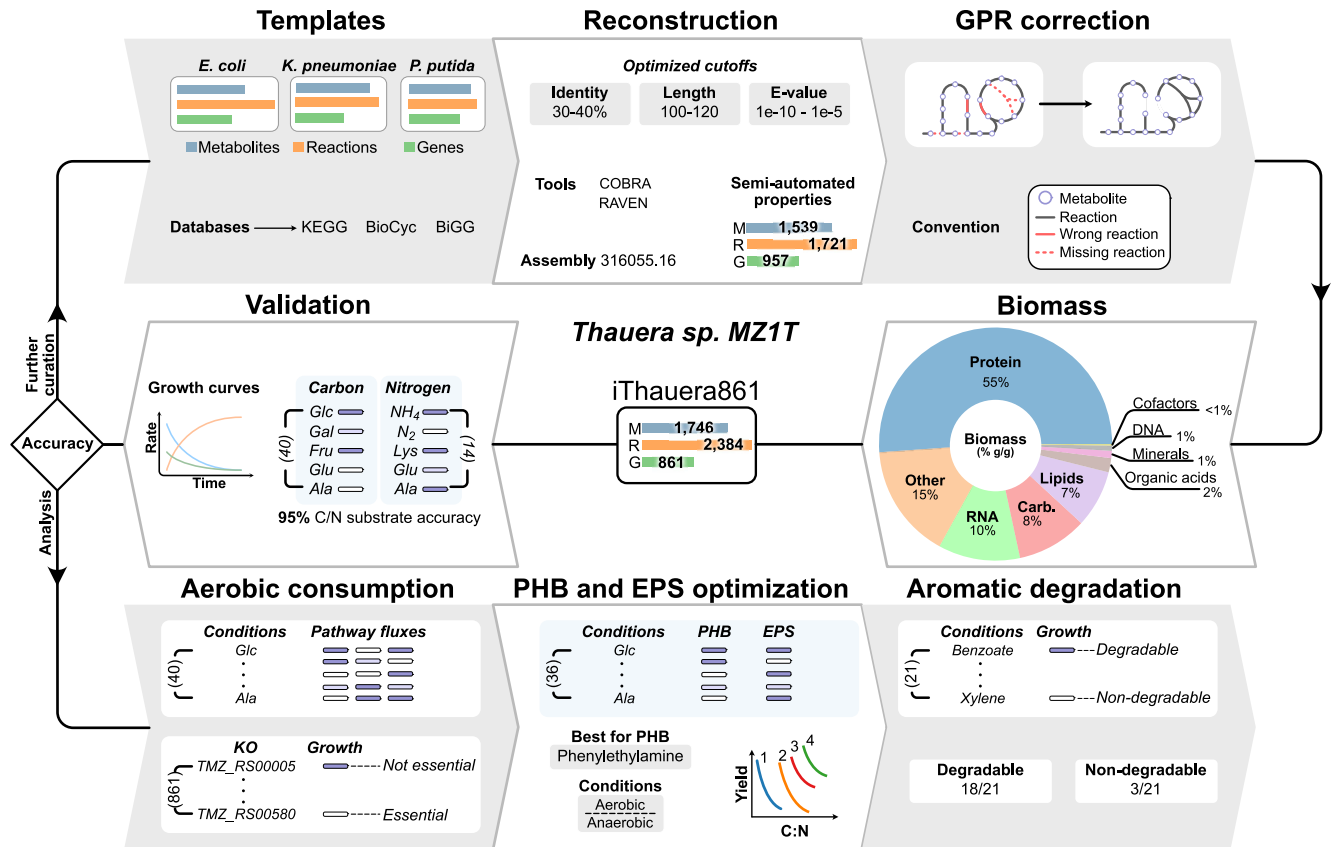 Templates
E. coli
K. pneumoniae
P. putida
Metabolites
Reactions
Genes
Databases
KEGG
BioCyc
BiGG
Reconstruction
Optimized cutoffs
Identity
30-40%
Length
100-120
E-value
1e-10 - 1e-5
Tools
COBRA
RAVEN
Assembly 316055.16
Semi-automated
properties
M 1,539
R 1,721
G 957
GPR correction
Convention
Metabolite
Reaction
Wrong reaction
Missing reaction
Further
curation
Accuracy
Analysis
Validation
Growth curves
Rate
Time
Carbon
Nitrogen
(40)
Glc
Gal
Fru
Glu
Ala
NH4
N2
Lys
Glu
Ala
(14)
95% C/N substrate accuracy
Thauera sp. MZ1T
iThauera861
M 1,746
R 2,384
G 861
Biomass
Protein
55%
Biomass
(% g/g)
Other
15%
RNA
10%
Carb.
8%
Lipids
7%
Cofactors <1%
DNA 1%
Minerals 1%
Organic acids 2%
Aerobic consumption
Conditions
Pathway fluxes
(40)
Glc
Ala
KO
Growth
(861)
TMZ_RS00005
Not essential
TMZ_RS00580
Essential
PHB and EPS optimization
Conditions
PHB
EPS
(36)
Glc
Ala
Best for PHB
Phenylethylamine
Conditions
Aerobic
Anaerobic
Yield
1
2
3
4
C:N
Aromatic degradation
Conditions
Growth
(21)
Benzoate
Degradable
Xylene
Non-degradable
Degradable
18/21
Non-degradable
3/21